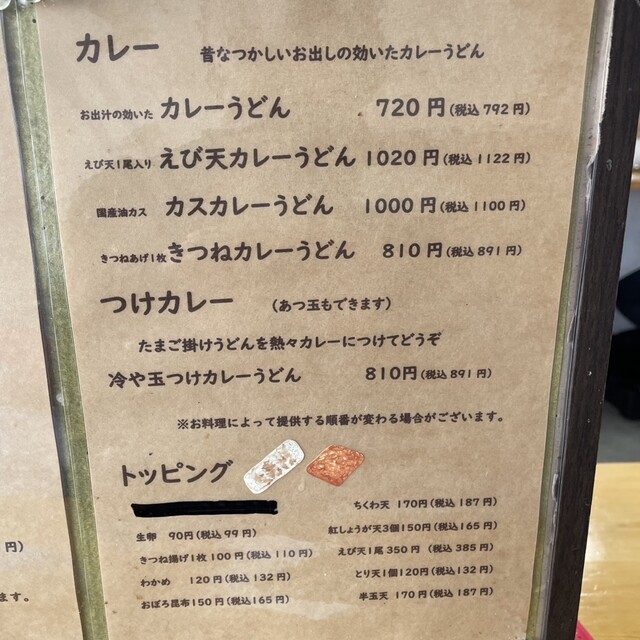 カレー 昔なつかしいお出しの効いたカレーうどん
お出汁の効いた カレーうどん 720円(税込792円)
えび天1尾入り えび天カレーうどん 1020円(税込1122円)
国産油カス カスカレーうどん 1000円(税込1100円)
きつねあげ1枚 きつねカレーうどん 810円(税込891円)
つけカレー (あつ玉もできます)
たまご掛けうどんを熱々カレーにつけてどうぞ
冷や玉つけカレーうどん 810円(税込891円)
※お料理によって提供する順番が変わる場合がございます。
トッピング
生卵 90円(税込99円)
きつね揚げ1枚100円(税込110円)
わかめ 120円(税込132円)
おぼろ昆布150円(税込165円)
ちくわ天 170円(税込187円)
紅しょうが天3個150円(税込165円)
えび天1尾350円(税込385円)
とり天1個120円(税込132円)
半玉天 170円(税込187円)
円)
ます。